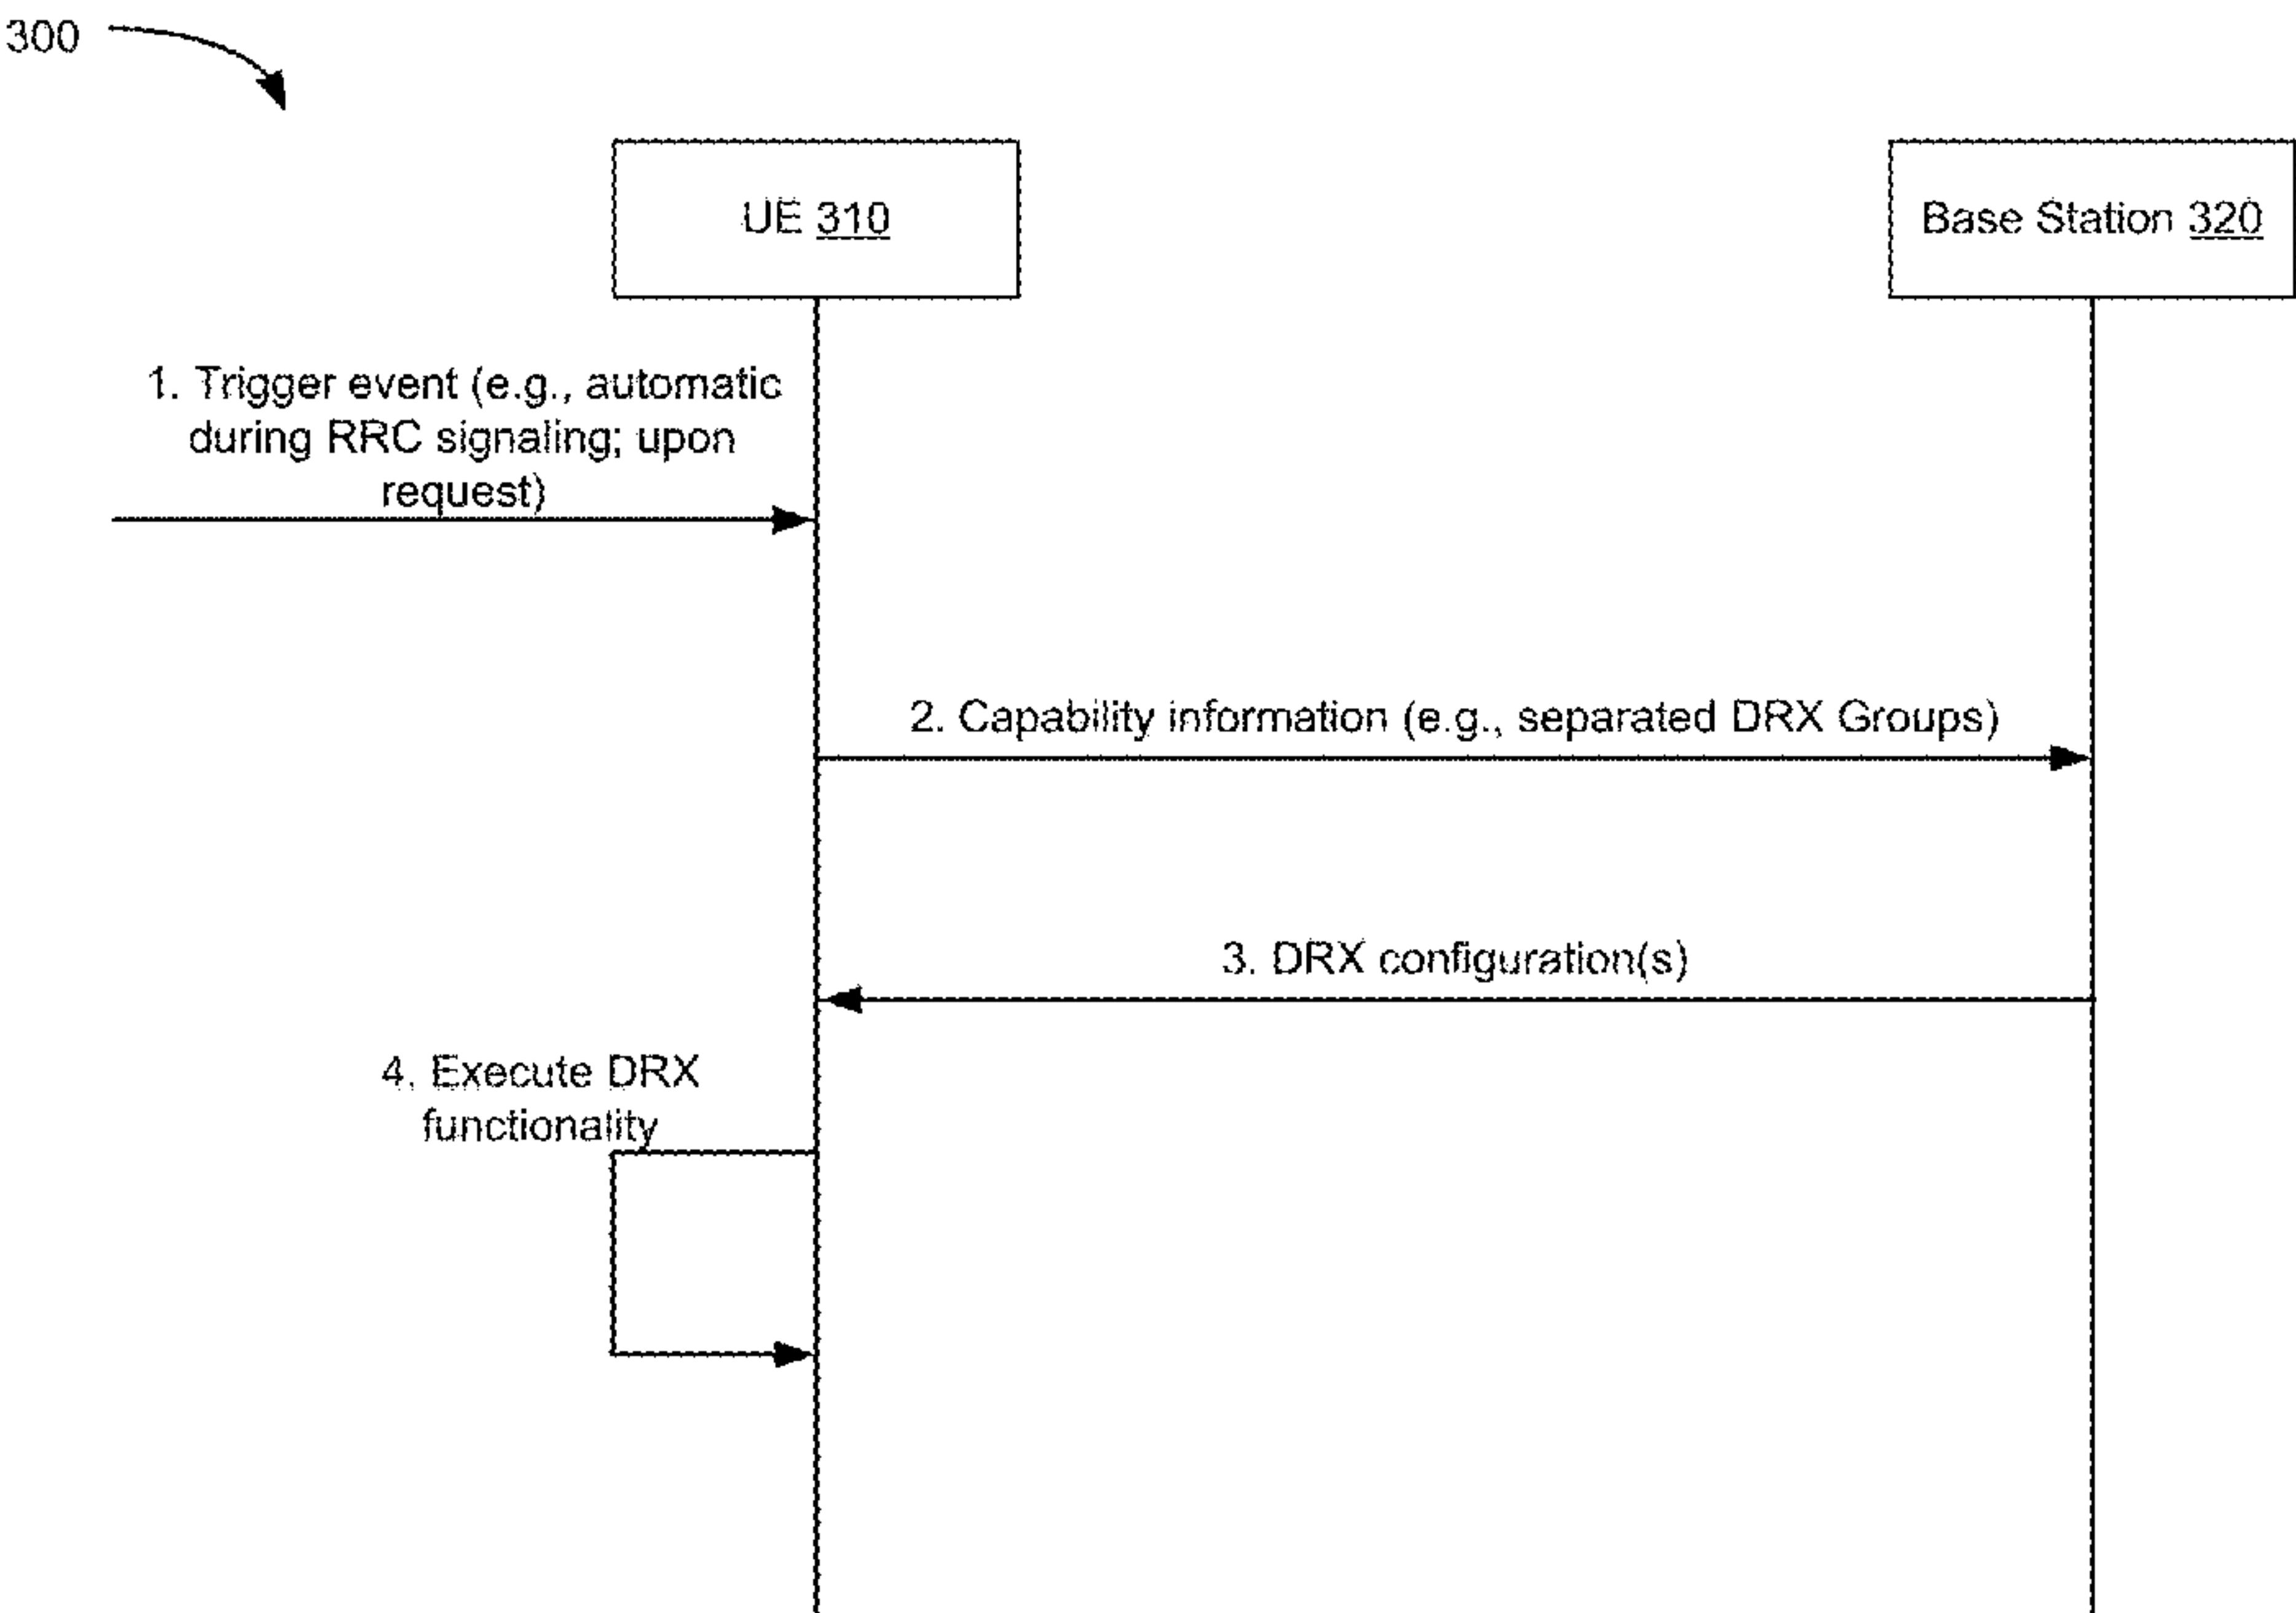 300
UE 310
Base Station 320
1. Trigger event (e.g., automatic
during RRC signaling; upon
request)
2. Capability information (e.g., separated DRX Groups)
3. DRX configuration(s)
4. Execute DRX
functionality